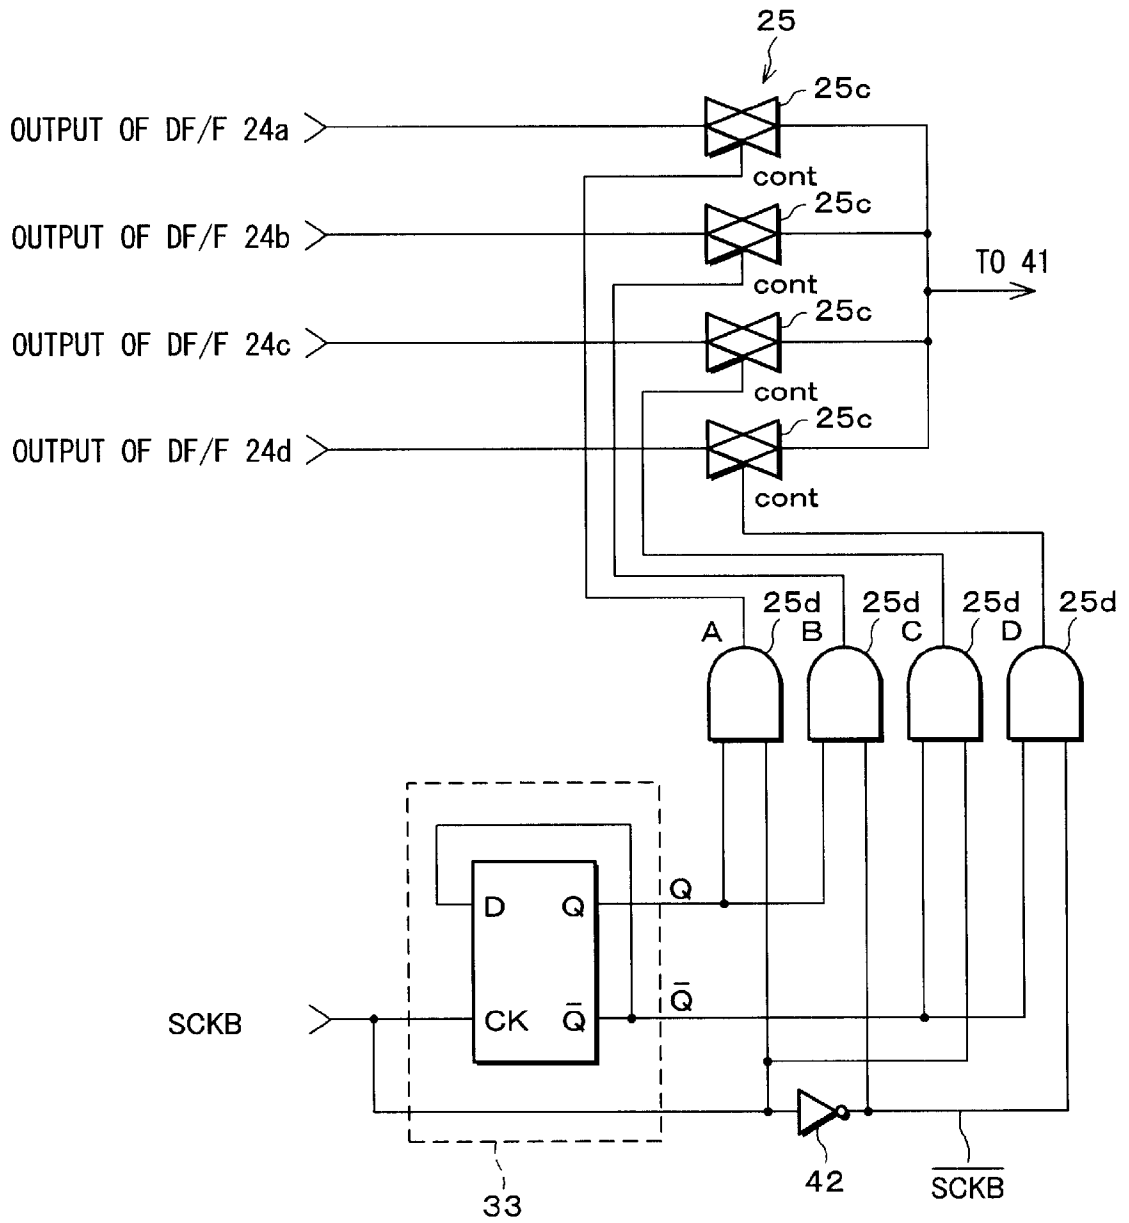 25
25c
OUTPUT OF DF/F 24a
cont
25c
OUTPUT OF DF/F 24b
TO 41
cont
25c
OUTPUT OF DF/F 24c
cont
25c
OUTPUT OF DF/F 24d
cont
25d 25d 25d 25d
A B C D
Q
D Q
Q̅
SCKB CK Q̅
42
S̅C̅K̅B̅
33